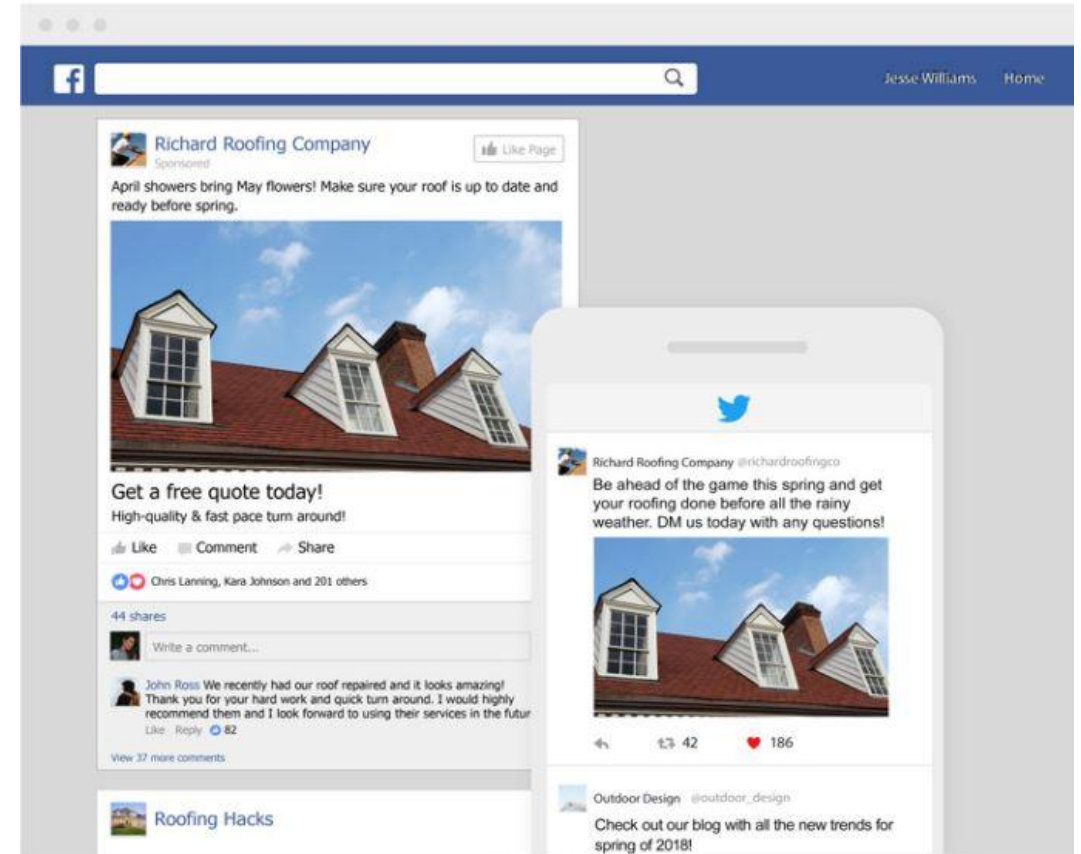 f
Jesse Williams Home
Richard Roofing Company
Like Page
Sponsored
April showers bring May flowers! Make sure your roof is up to date and
ready before spring.
Get a free quote today!
High-quality & fast pace turn around!
Like Comment Share
Chris Lanning, Kara Johnson and 201 others
44 shares
Write a comment...
John Ross We recently had our roof repaired and it looks amazing!
Thank you for your hard work and quick turn around. I would highly
recommend them and I look forward to using their services in the futur
Like Reply 82
View 37 more comments
Roofing Hacks
Richard Roofing Company @richardroofingco
Be ahead of the game this spring and get
your roofing done before all the rainy
weather. DM us today with any questions!
42 186
Outdoor Design @outdoor_design
Check out our blog with all the new trends for
spring of 2018!